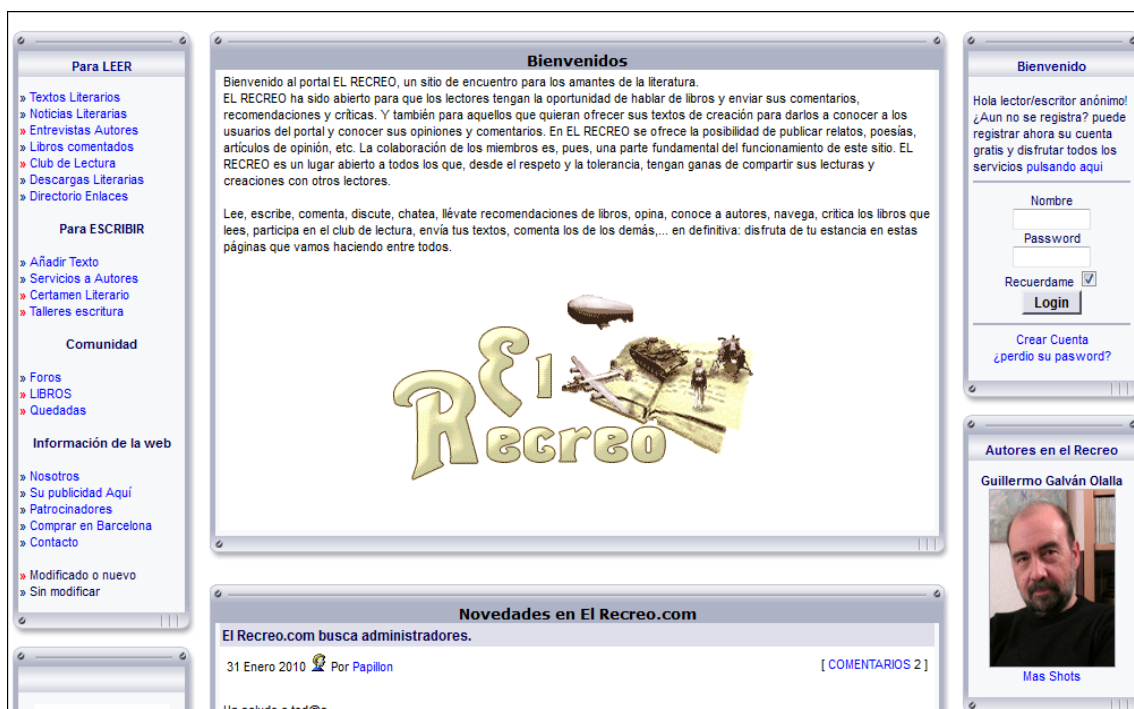 Para LEER
» Textos Literarios
» Noticias Literarias
» Entrevistas Autores
» Libros comentados
» Club de Lectura
» Descargas Literarias
» Directorio Enlaces
Para ESCRIBIR
» Añadir Texto
» Servicios a Autores
» Certamen Literario
» Talleres escritura
Comunidad
» Foros
» LIBROS
» Quedadas
Información de la web
» Nosotros
» Su publicidad Aquí
» Patrocinadores
» Comprar en Barcelona
» Contacto
» Modificado o nuevo
» Sin modificar
Bienvenidos
Bienvenido al portal EL RECREO, un sitio de encuentro para los amantes de la literatura.
EL RECREO ha sido abierto para que los lectores tengan la oportunidad de hablar de libros y enviar sus comentarios,
recomendaciones y críticas. Y también para aquellos que quieran ofrecer sus textos de creación para darlos a conocer a los
usuarios del portal y conocer sus opiniones y comentarios. En EL RECREO se ofrece la posibilidad de publicar relatos, poesías,
artículos de opinión, etc. La colaboración de los miembros es, pues, una parte fundamental del funcionamiento de este sitio. EL
RECREO es un lugar abierto a todos los que, desde el respeto y la tolerancia, tengan ganas de compartir sus lecturas y
creaciones con otros lectores.
Lee, escribe, comenta, discute, chatea, llévate recomendaciones de libros, opina, conoce a autores, navega, critica los libros que
lees, participa en el club de lectura, envía tus textos, comenta los de los demás,... en definitiva: disfruta de tu estancia en estas
páginas que vamos haciendo entre todos.
El
Recreo
Novedades en El Recreo.com
El Recreo.com busca administradores.
31 Enero 2010 Por Papillon
[ COMENTARIOS 2 ]
Un saludo a tod@s
Bienvenido
Hola lector/escritor anónimo!
¿Aun no se registra? puede
registrar ahora su cuenta
gratis y disfrutar todos los
servicios pulsando aqui
Nombre
Password
Recuerdame
Login
Crear Cuenta
¿perdio su pasword?
Autores en el Recreo
Guillermo Galván Olalla
Mas Shots